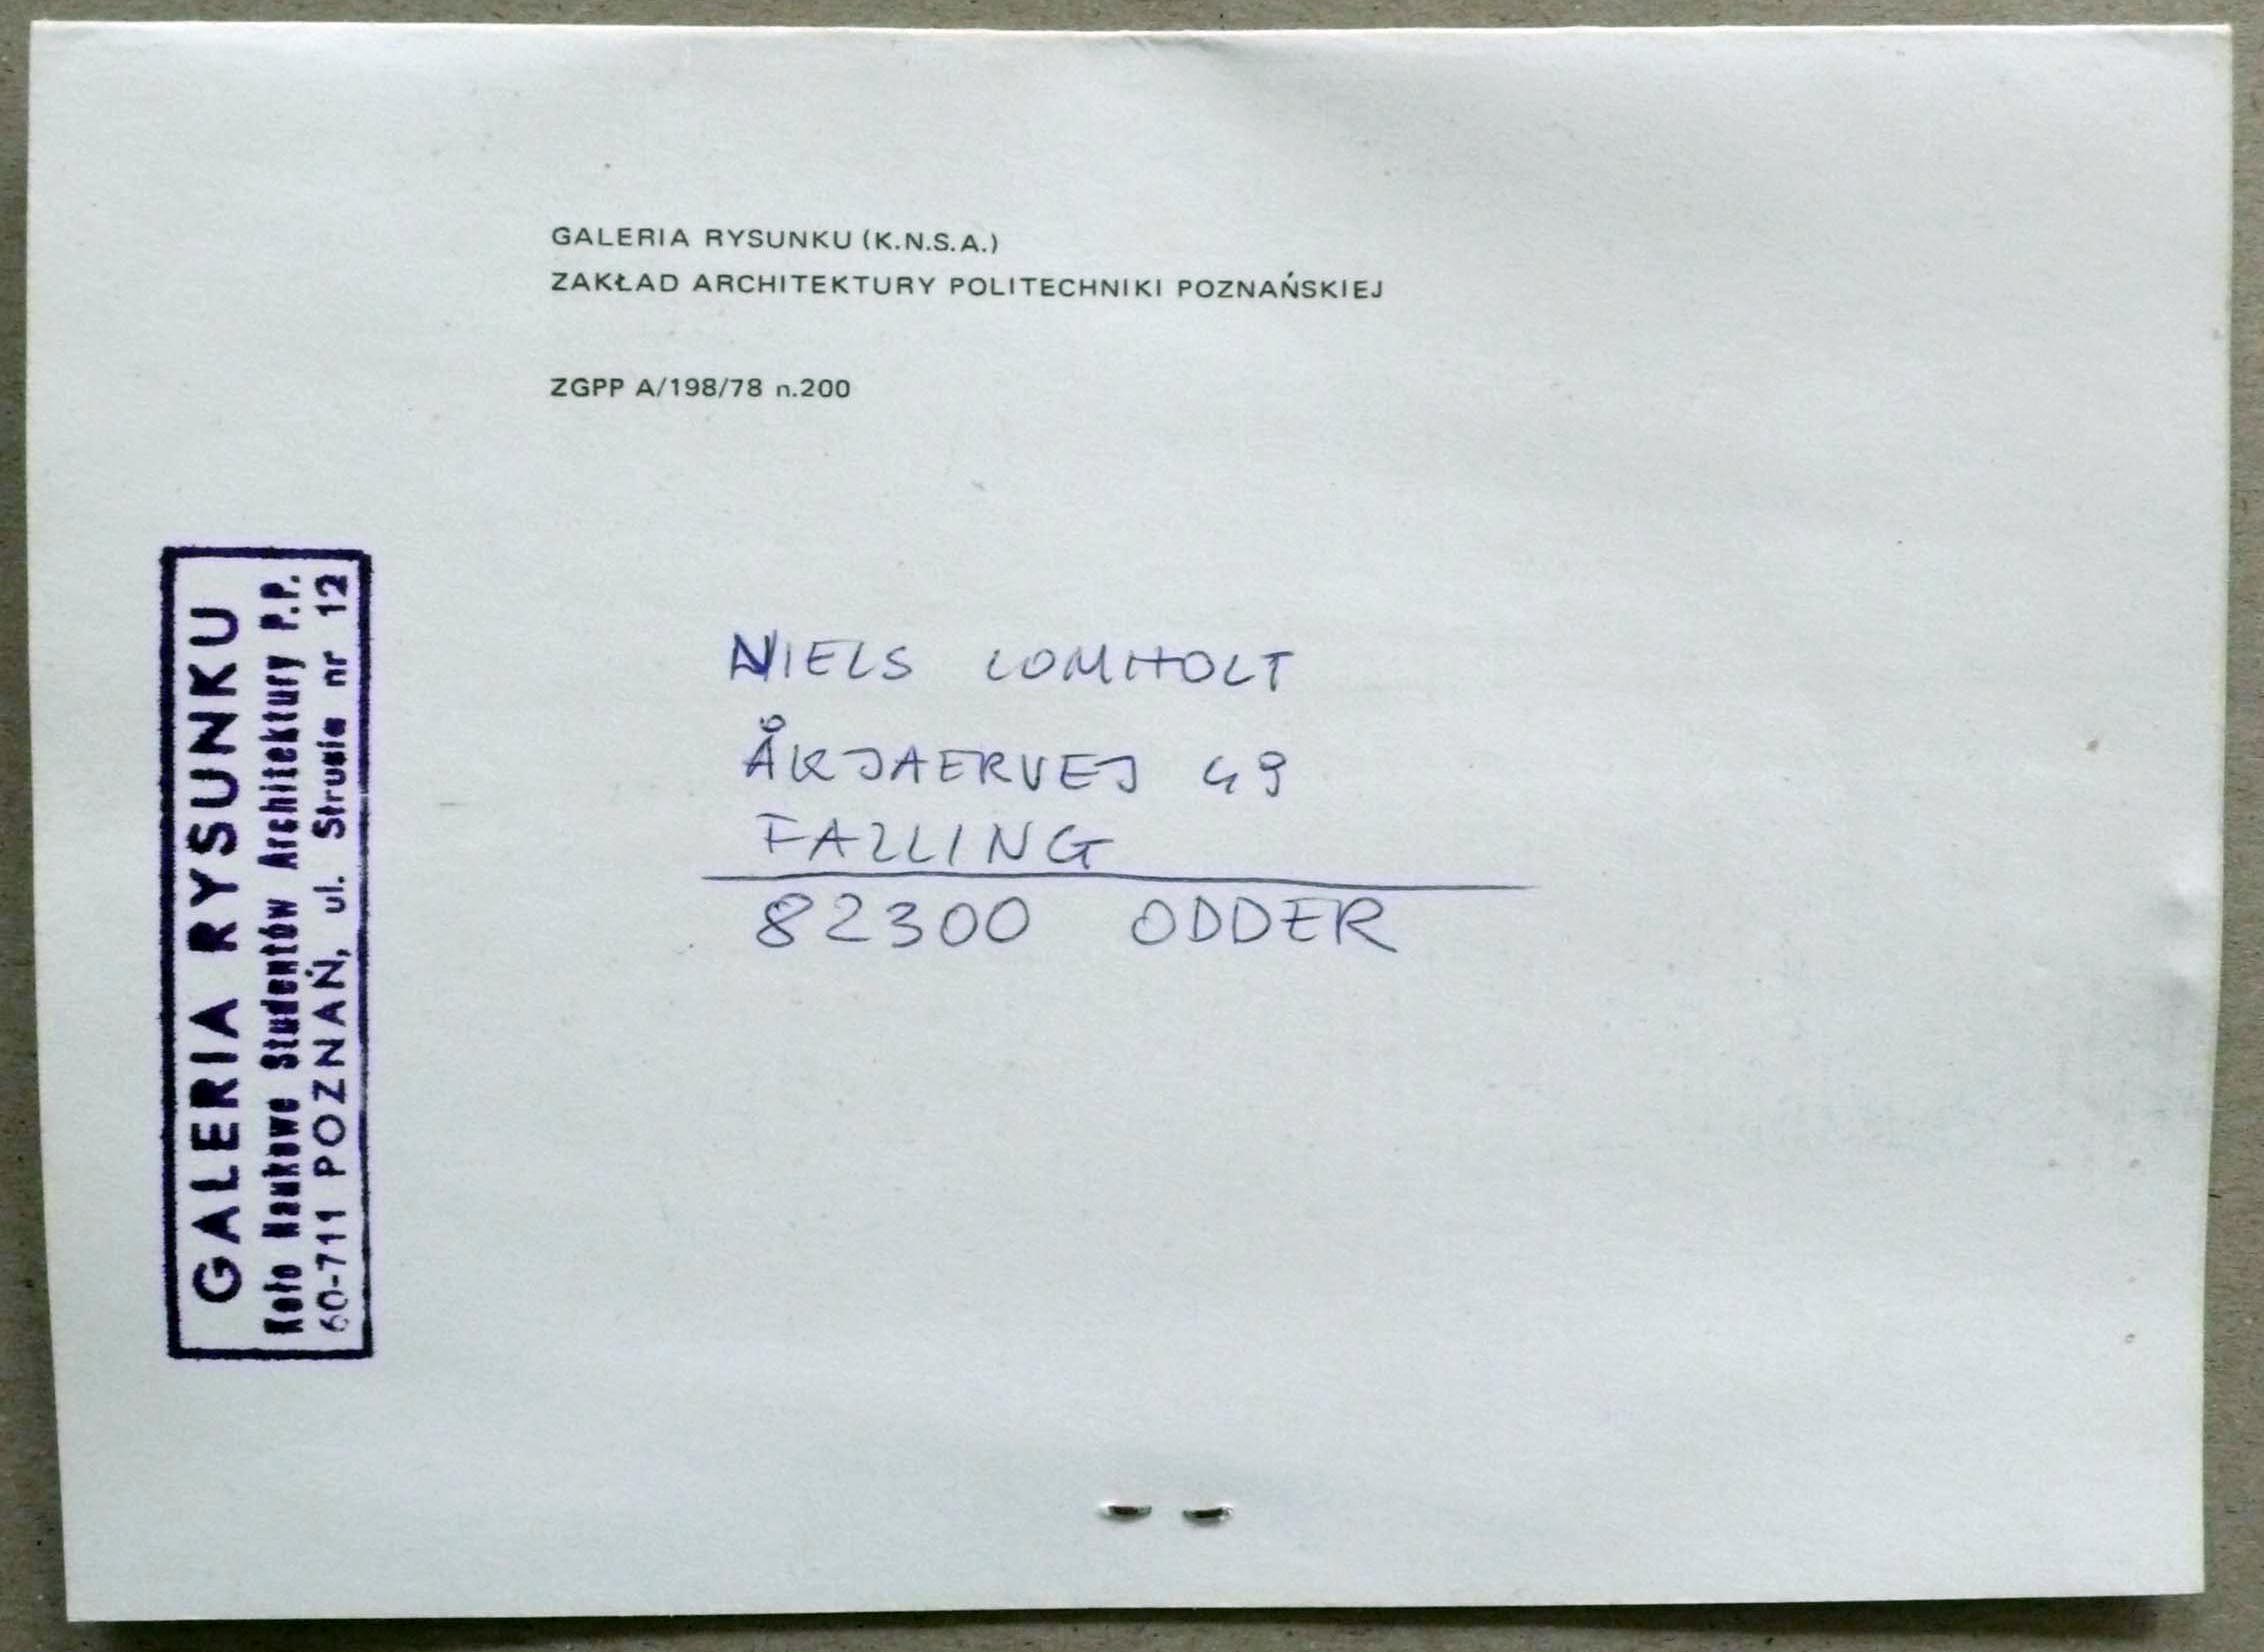 GALERIA RYSUNKU (K.N.S.A.)
ZAKŁAD ARCHITEKTURY POLITECHNIKI POZNAŃSKIEJ
ZGPP A/198/78 n.200
GALERIA RYSUNKU
Koło Naukowe Studentów Architektury P.P.
60-711 POZNAŃ, ul. Strusia nr 12
NIELS LOMHOLT
ÅKJAERVEJ 49
FALLING
82300 ODDER